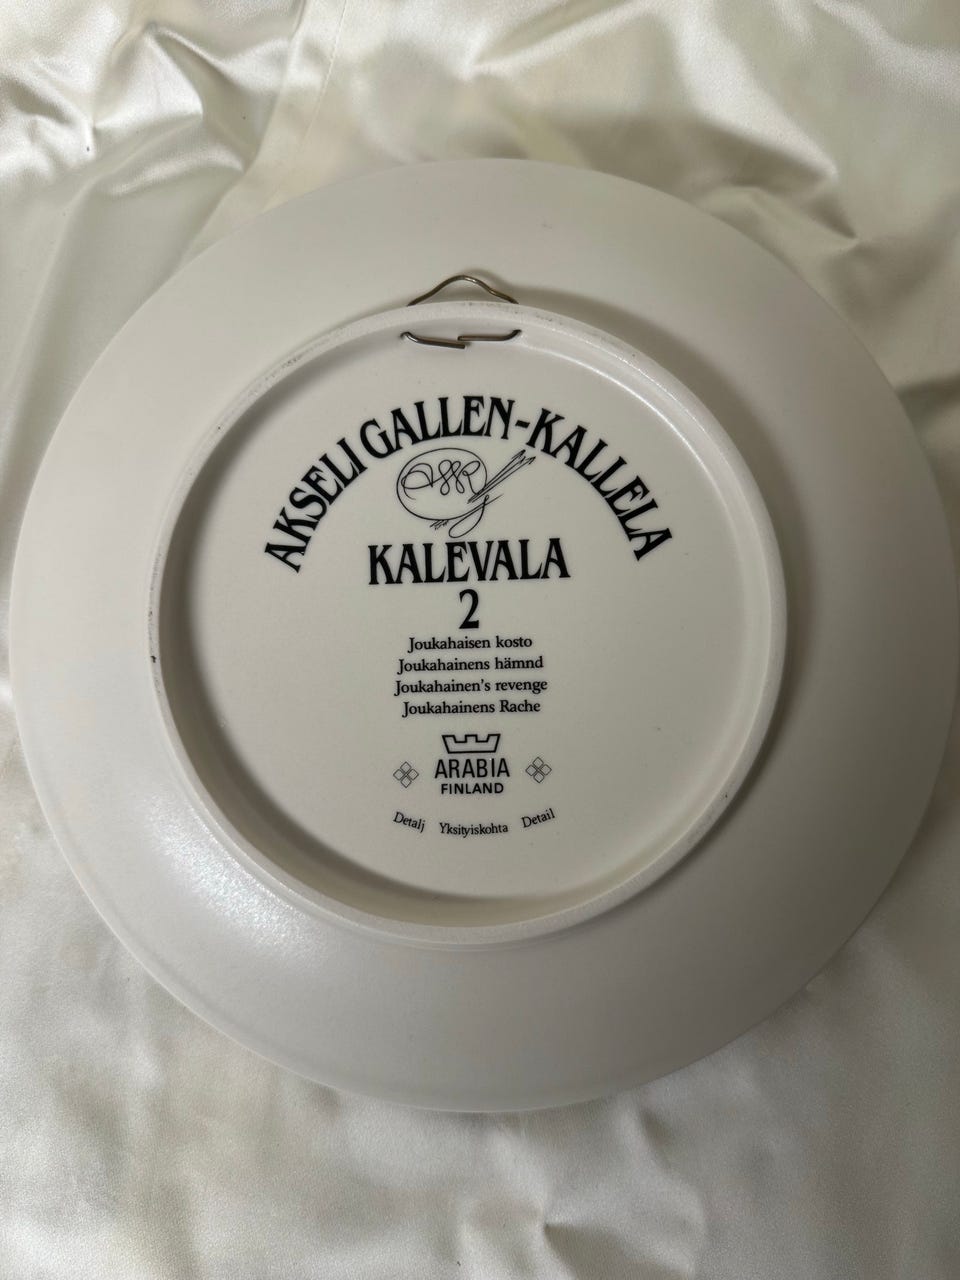 AKSELI GALLEN-KALLELA
KALEVALA
2
Joukahaisen kosto
Joukahainens hämnd
Joukahainen's revenge
Joukahainens Rache
ARABIA
FINLAND
Detalj Yksityiskohta Detail